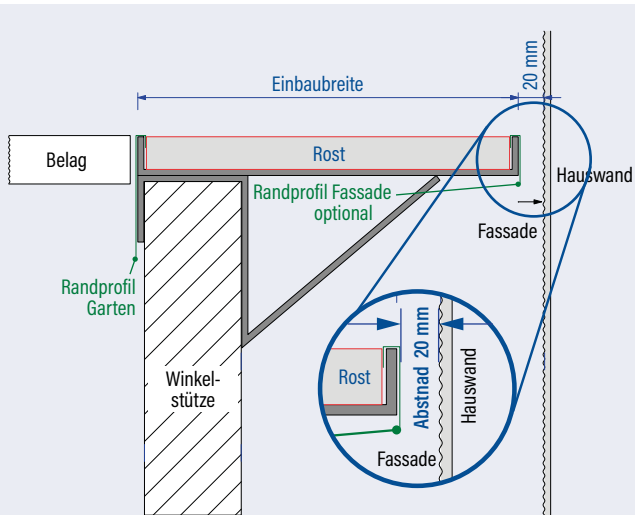 Einbaubreite
20 mm
Belag
Rost
Hauswand
Randprofil Fassade
optional
Fassade
Randprofil
Garten
Winkel-
stütze
Rost
Abstnad 20 mm
Hauswand
Fassade